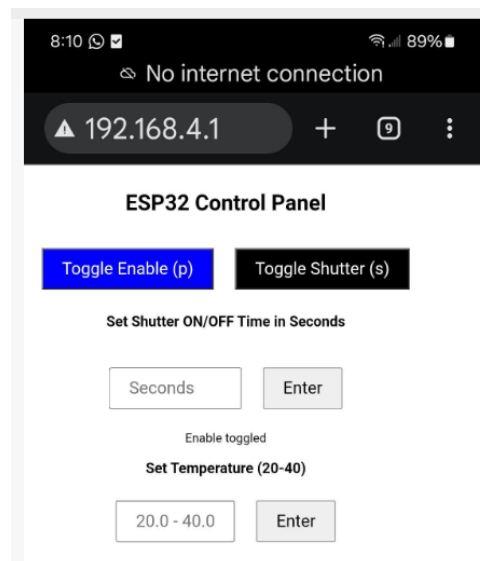 8:10 89%
No internet connection
192.168.4.1 + 9
ESP32 Control Panel
Toggle Enable (p) Toggle Shutter (s)
Set Shutter ON/OFF Time in Seconds
Seconds Enter
Enable toggled
Set Temperature (20-40)
20.0 - 40.0 Enter